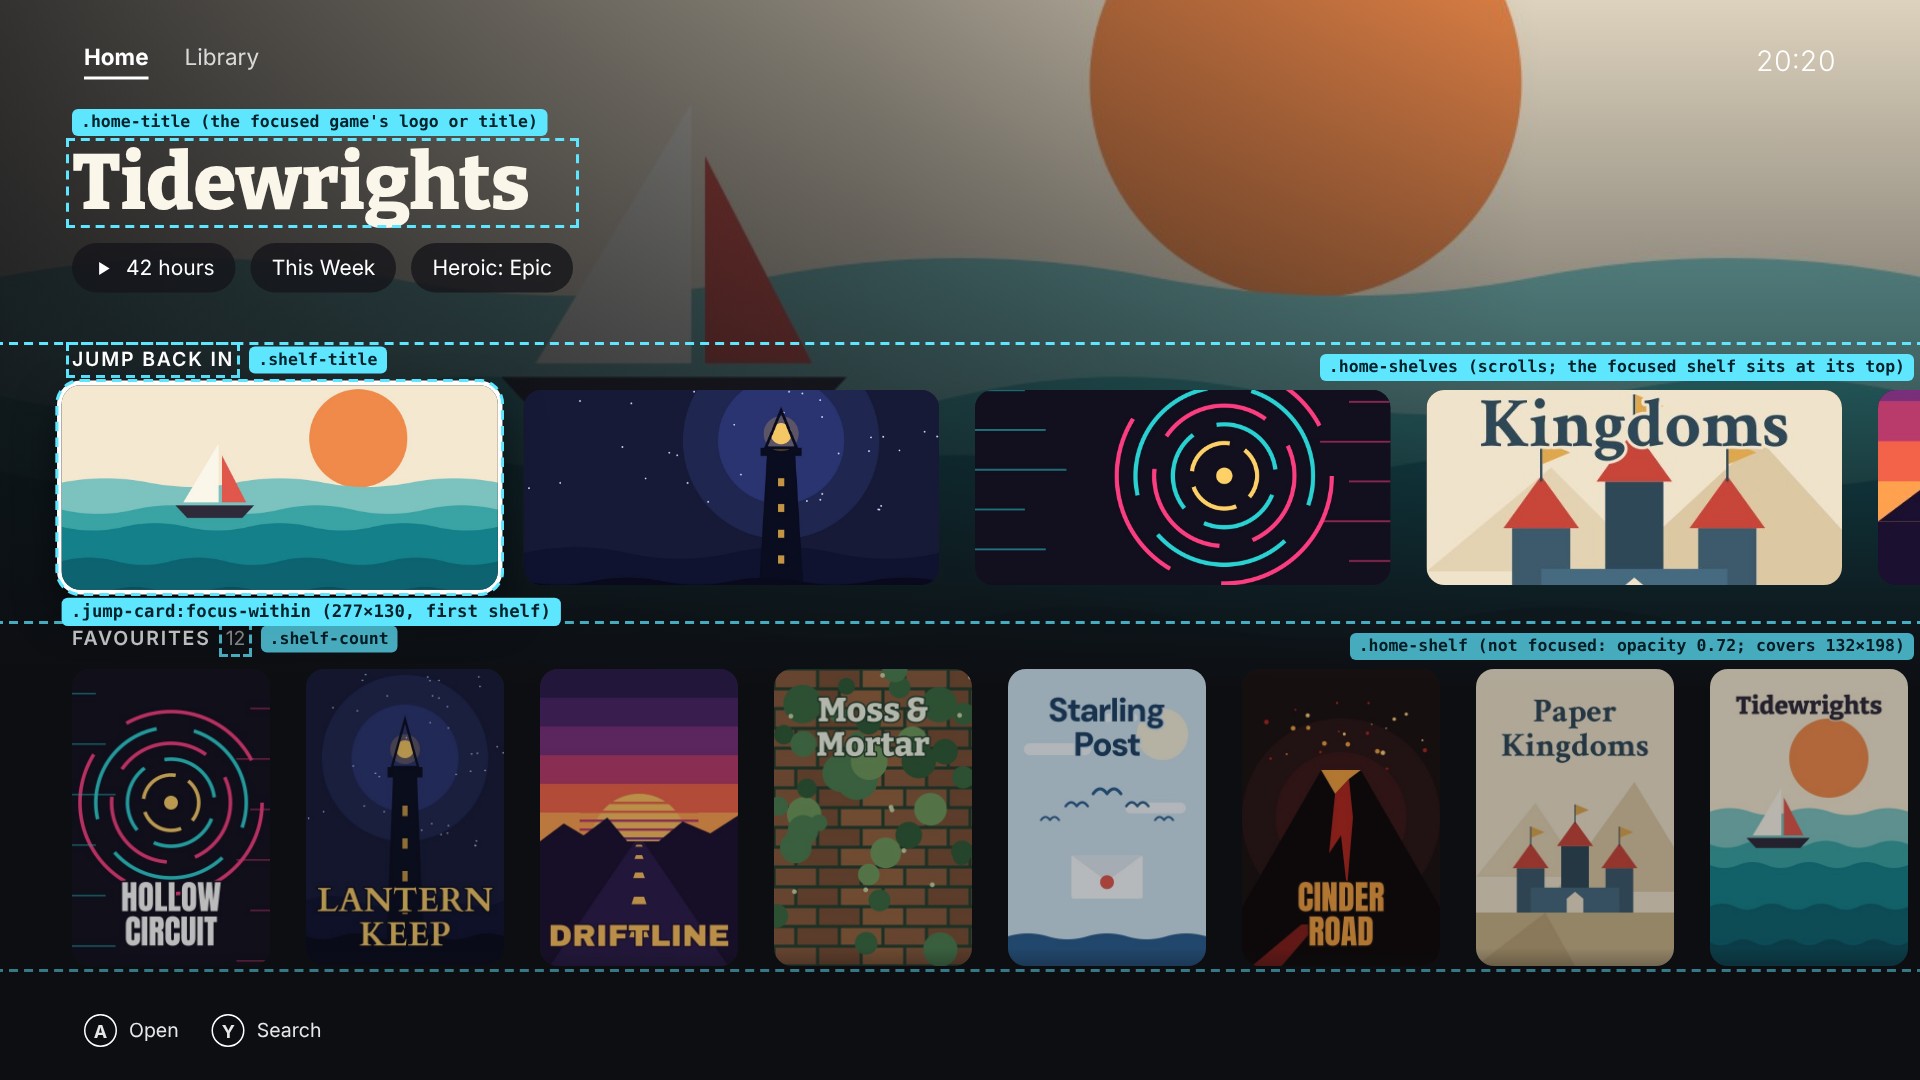 Home Library 20:20
.home-title (the focused game's logo or title)
Tidewrights
42 hours This Week Heroic: Epic
JUMP BACK IN .shelf-title .home-shelves (scrolls; the focused shelf sits at its top)
Kingdoms
.jump-card:focus-within (277×130, first shelf)
FAVOURITES 12 .shelf-count .home-shelf (not focused: opacity 0.72; covers 132×198)
HOLLOW
CIRCUIT
LANTERN
KEEP
DRIFTLINE
Moss &
Mortar
Starling
Post
CINDER
ROAD
Paper
Kingdoms
Tidewrights
A Open Y Search